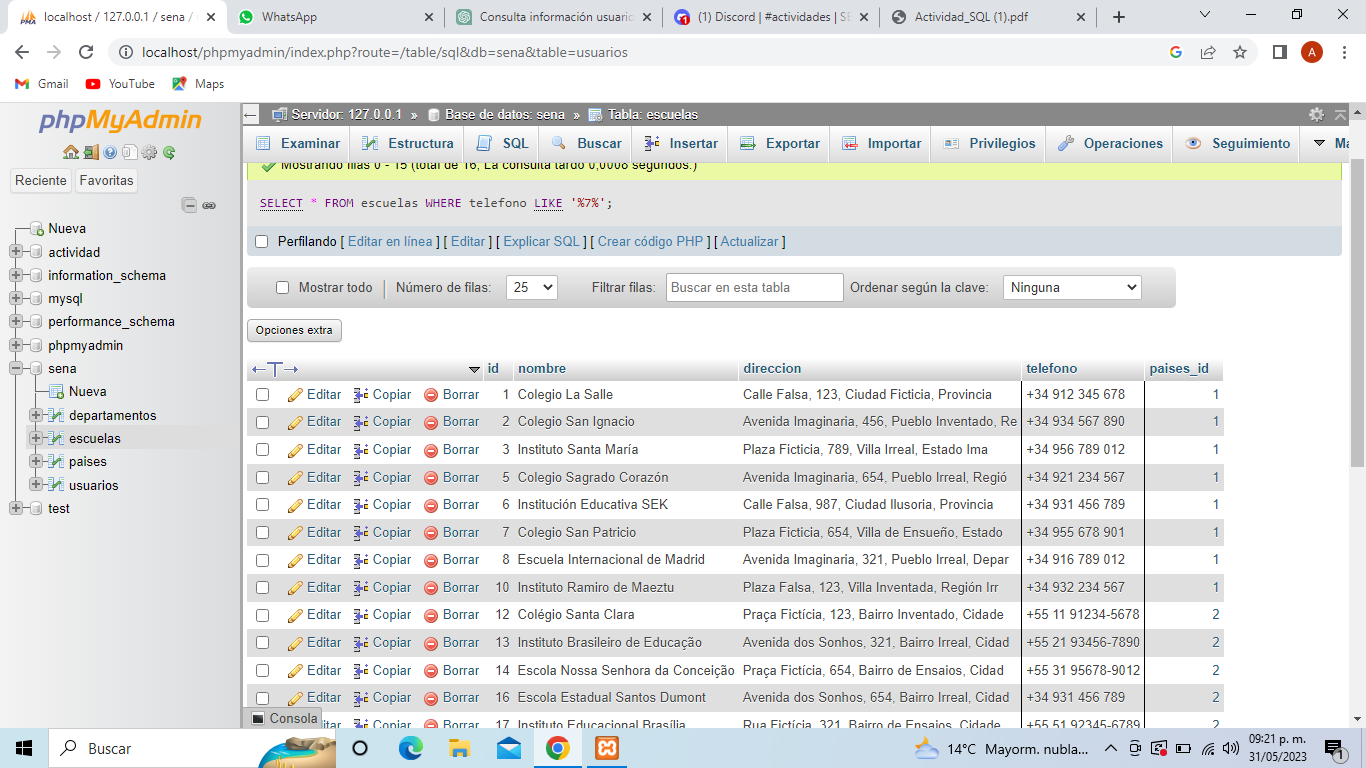 localhost / 127.0.0.1 / sena /
WhatsApp
Consulta información usuario
(1) Discord | #actividades | SE
Actividad_SQL (1).pdf
localhost/phpmyadmin/index.php?route=/table/sql&db=sena&table=usuarios
A
Gmail YouTube Maps
phpMyAdmin
Reciente Favoritas
Nueva
actividad
information_schema
mysql
performance_schema
phpmyadmin
sena
Nueva
departamentos
escuelas
paises
usuarios
test
Servidor: 127.0.0.1 » Base de datos: sena » Tabla: escuelas
Examinar Estructura SQL Buscar Insertar Exportar Importar Privilegios Operaciones Seguimiento Má
Mostrando filas 0 - 15 (total de 16, La consulta tardó 0,0008 segundos.)
SELECT * FROM escuelas WHERE telefono LIKE '%7%';
Perfilando [ Editar en línea ] [ Editar ] [ Explicar SQL ] [ Crear código PHP ] [ Actualizar ]
Mostrar todo | Número de filas: 25 Filtrar filas: Buscar en esta tabla Ordenar según la clave: Ninguna
Opciones extra
←T→ id nombre direccion telefono paises_id
Editar Copiar Borrar 1 Colegio La Salle Calle Falsa, 123, Ciudad Ficticia, Provincia +34 912 345 678 1
Editar Copiar Borrar 2 Colegio San Ignacio Avenida Imaginaria, 456, Pueblo Inventado, Re +34 934 567 890 1
Editar Copiar Borrar 3 Instituto Santa María Plaza Ficticia, 789, Villa Irreal, Estado Ima +34 956 789 012 1
Editar Copiar Borrar 5 Colegio Sagrado Corazón Avenida Imaginaria, 654, Pueblo Irreal, Regió +34 921 234 567 1
Editar Copiar Borrar 6 Institución Educativa SEK Calle Falsa, 987, Ciudad Ilusoria, Provincia +34 931 456 789 1
Editar Copiar Borrar 7 Colegio San Patricio Plaza Ficticia, 654, Villa de Ensueño, Estado +34 955 678 901 1
Editar Copiar Borrar 8 Escuela Internacional de Madrid Avenida Imaginaria, 321, Pueblo Irreal, Depar +34 916 789 012 1
Editar Copiar Borrar 10 Instituto Ramiro de Maeztu Plaza Falsa, 123, Villa Inventada, Región Irr +34 932 234 567 1
Editar Copiar Borrar 12 Colégio Santa Clara Praça Fictícia, 123, Bairro Inventado, Cidade +55 11 91234-5678 2
Editar Copiar Borrar 13 Instituto Brasileiro de Educação Avenida dos Sonhos, 321, Bairro Irreal, Cidad +55 21 93456-7890 2
Editar Copiar Borrar 14 Escola Nossa Senhora da Conceição Praça Fictícia, 654, Bairro de Ensaios, Cidad +55 31 95678-9012 2
Editar Copiar Borrar 16 Escola Estadual Santos Dumont Avenida dos Sonhos, 654, Bairro Irreal, Cidad +34 931 456 789 2
Editar Copiar Borrar 17 Instituto Educacional Brasília Rua Fictícia, 321, Bairro de Ensaios, Cidade +55 51 92345-6789 2
Consola
Buscar
14°C Mayorm. nubla...
09:21 p. m.
31/05/2023
1